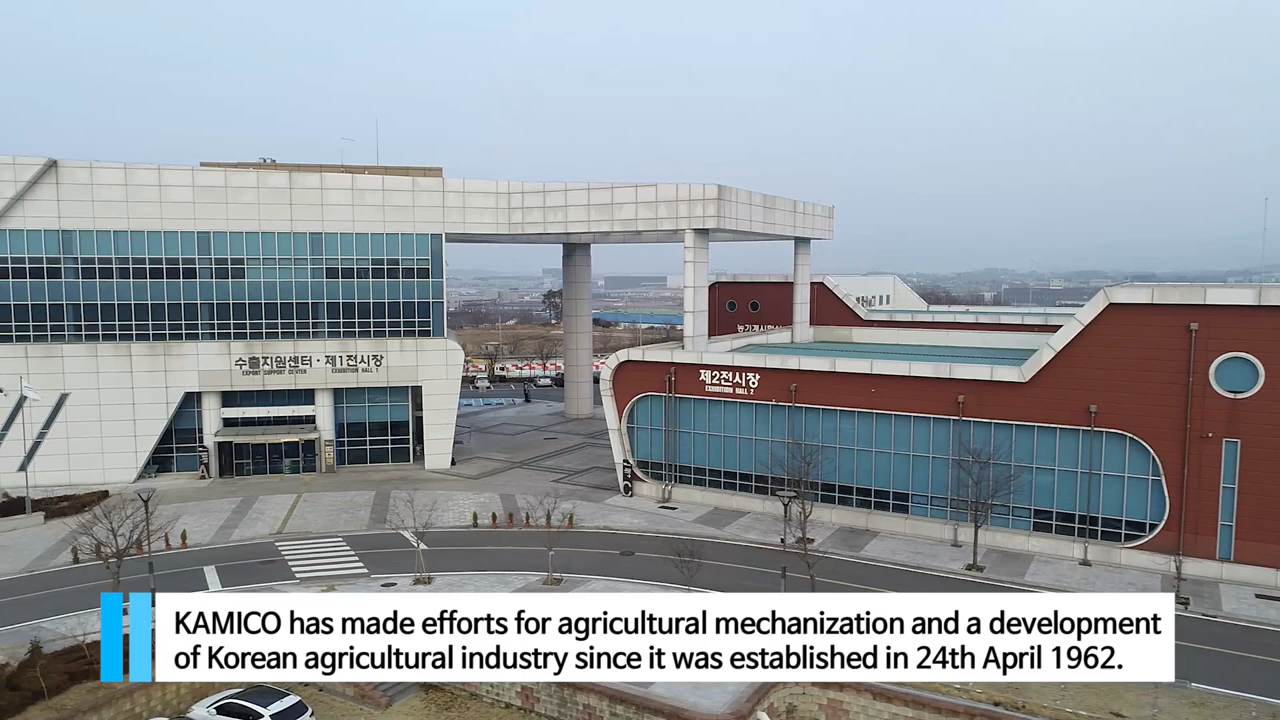 수출지원센터·제1전시장
EXPORT SUPPORT CENTER EXHIBITION HALL 1
제2전시장
EXHIBITION HALL 2
A
C
KAMICO has made efforts for agricultural mechanization and a development
of Korean agricultural industry since it was established in 24th April 1962.